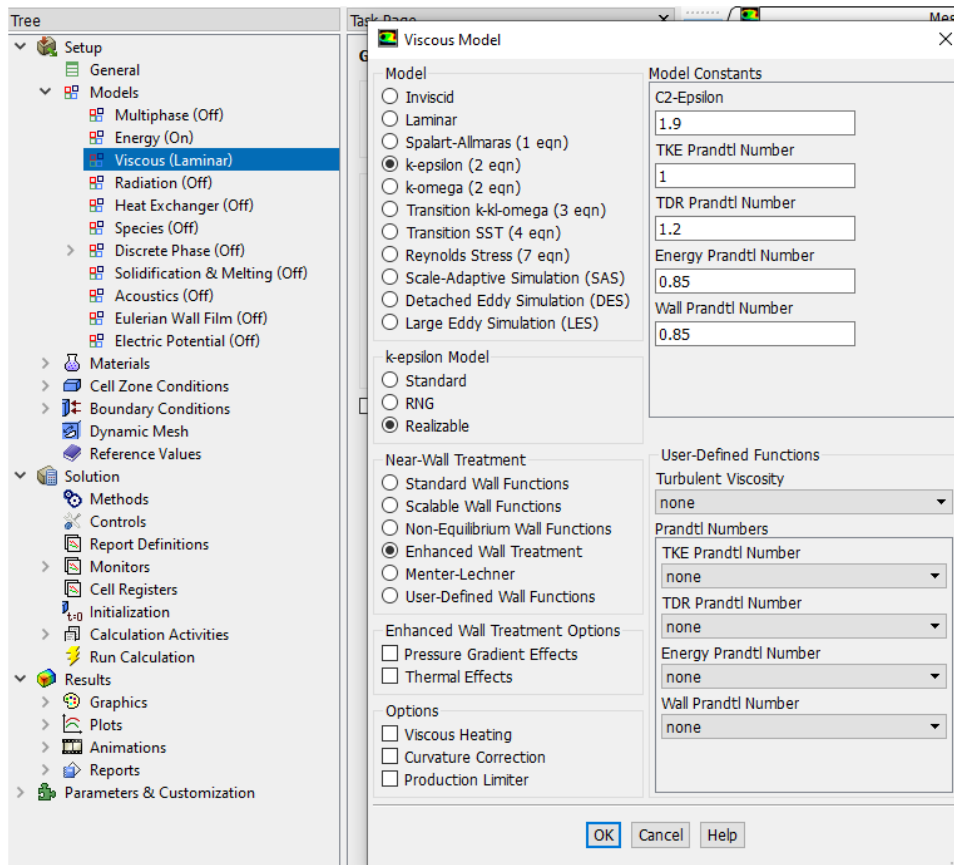 Tree
Setup
General
Models
Multiphase (Off)
Energy (On)
Viscous (Laminar)
Radiation (Off)
Heat Exchanger (Off)
Species (Off)
Discrete Phase (Off)
Solidification & Melting (Off)
Acoustics (Off)
Eulerian Wall Film (Off)
Electric Potential (Off)
Materials
Cell Zone Conditions
Boundary Conditions
Dynamic Mesh
Reference Values
Solution
Methods
Controls
Report Definitions
Monitors
Cell Registers
t=0 Initialization
Calculation Activities
Run Calculation
Results
Graphics
Plots
Animations
Reports
Parameters & Customization
Task Page
Mes
G
Viscous Model
Model
Inviscid
Laminar
Spalart-Allmaras (1 eqn)
k-epsilon (2 eqn)
k-omega (2 eqn)
Transition k-kl-omega (3 eqn)
Transition SST (4 eqn)
Reynolds Stress (7 eqn)
Scale-Adaptive Simulation (SAS)
Detached Eddy Simulation (DES)
Large Eddy Simulation (LES)
k-epsilon Model
Standard
RNG
Realizable
Near-Wall Treatment
Standard Wall Functions
Scalable Wall Functions
Non-Equilibrium Wall Functions
Enhanced Wall Treatment
Menter-Lechner
User-Defined Wall Functions
Enhanced Wall Treatment Options
Pressure Gradient Effects
Thermal Effects
Options
Viscous Heating
Curvature Correction
Production Limiter
Model Constants
C2-Epsilon
1.9
TKE Prandtl Number
1
TDR Prandtl Number
1.2
Energy Prandtl Number
0.85
Wall Prandtl Number
0.85
User-Defined Functions
Turbulent Viscosity
none
Prandtl Numbers
TKE Prandtl Number
none
TDR Prandtl Number
none
Energy Prandtl Number
none
Wall Prandtl Number
none
OK Cancel Help